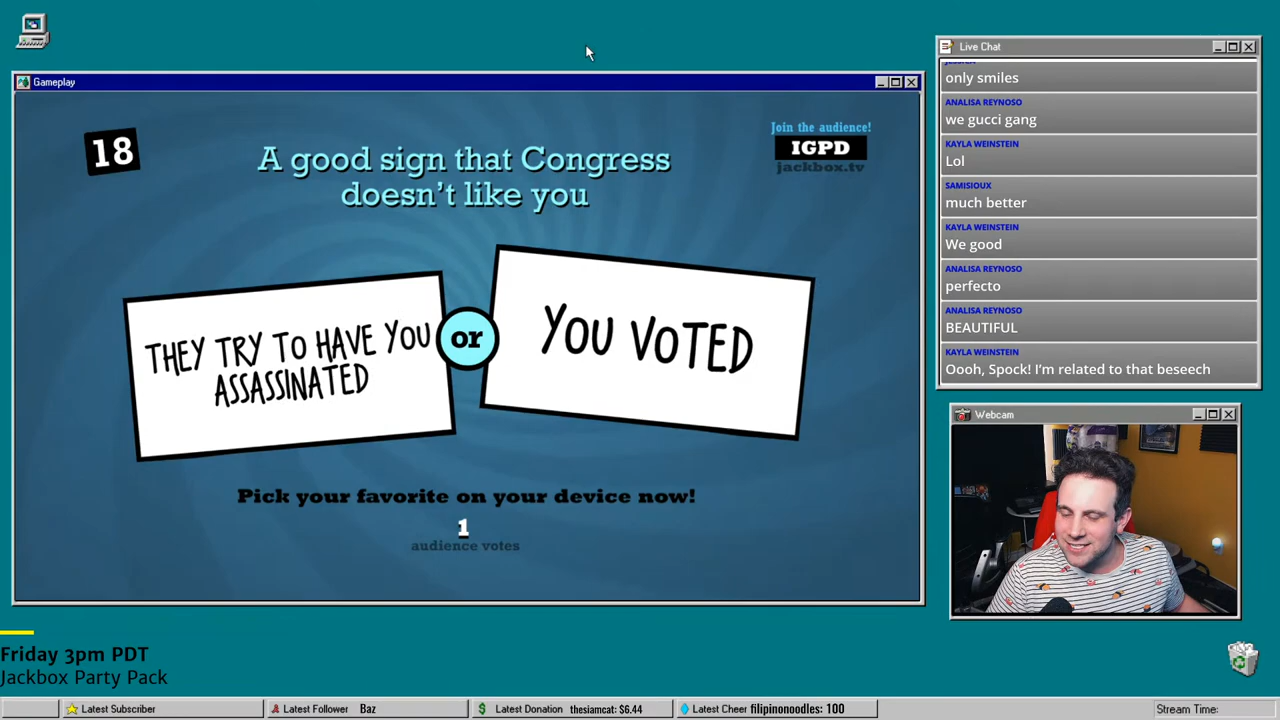 Gameplay
18
A good sign that Congress
doesn't like you
Join the audience!
IGPD
jackbox.tv
THEY TRY TO HAVE YOU
ASSASSINATED
or
YOU VOTED
Pick your favorite on your device now!
1
audience votes
Live Chat
only smiles
ANALISA REYNOSO
we gucci gang
KAYLA WEINSTEIN
Lol
SAMISIOUX
much better
KAYLA WEINSTEIN
We good
ANALISA REYNOSO
perfecto
ANALISA REYNOSO
BEAUTIFUL
KAYLA WEINSTEIN
Oooh, Spock! I'm related to that beseech
Webcam
Friday 3pm PDT
Jackbox Party Pack
Latest Subscriber
Latest Follower Baz
Latest Donation thesiamcat: $6.44
Latest Cheer filipinonoodles: 100
Stream Time: